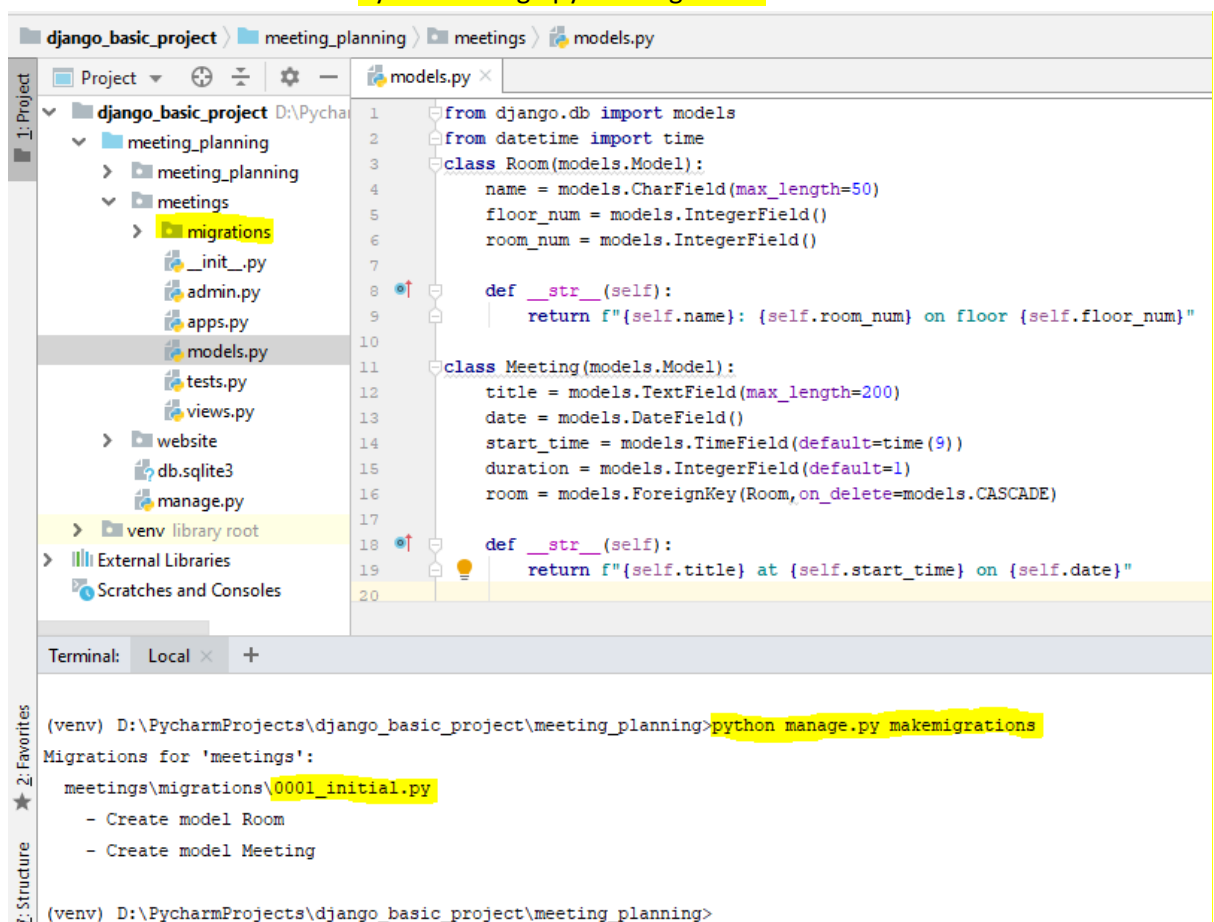 django_basic_project meeting_planning meetings models.py
1: Project
Project
models.py
django_basic_project D:\Pychar
meeting_planning
meeting_planning
meetings
migrations
__init__.py
admin.py
apps.py
models.py
tests.py
views.py
website
db.sqlite3
manage.py
venv library root
External Libraries
Scratches and Consoles
1 from django.db import models
2 from datetime import time
3 class Room(models.Model):
4 name = models.CharField(max_length=50)
5 floor_num = models.IntegerField()
6 room_num = models.IntegerField()
7
8 def __str__(self):
9 return f"{self.name}: {self.room_num} on floor {self.floor_num}"
10
11 class Meeting(models.Model):
12 title = models.TextField(max_length=200)
13 date = models.DateField()
14 start_time = models.TimeField(default=time(9))
15 duration = models.IntegerField(default=1)
16 room = models.ForeignKey(Room,on_delete=models.CASCADE)
17
18 def __str__(self):
19 return f"{self.title} at {self.start_time} on {self.date}"
20
Terminal: Local +
(venv) D:\PycharmProjects\django_basic_project\meeting_planning>python manage.py makemigrations
Migrations for 'meetings':
meetings\migrations\0001_initial.py
- Create model Room
- Create model Meeting
(venv) D:\PycharmProjects\django_basic_project\meeting_planning>
2: Favorites
7: Structure